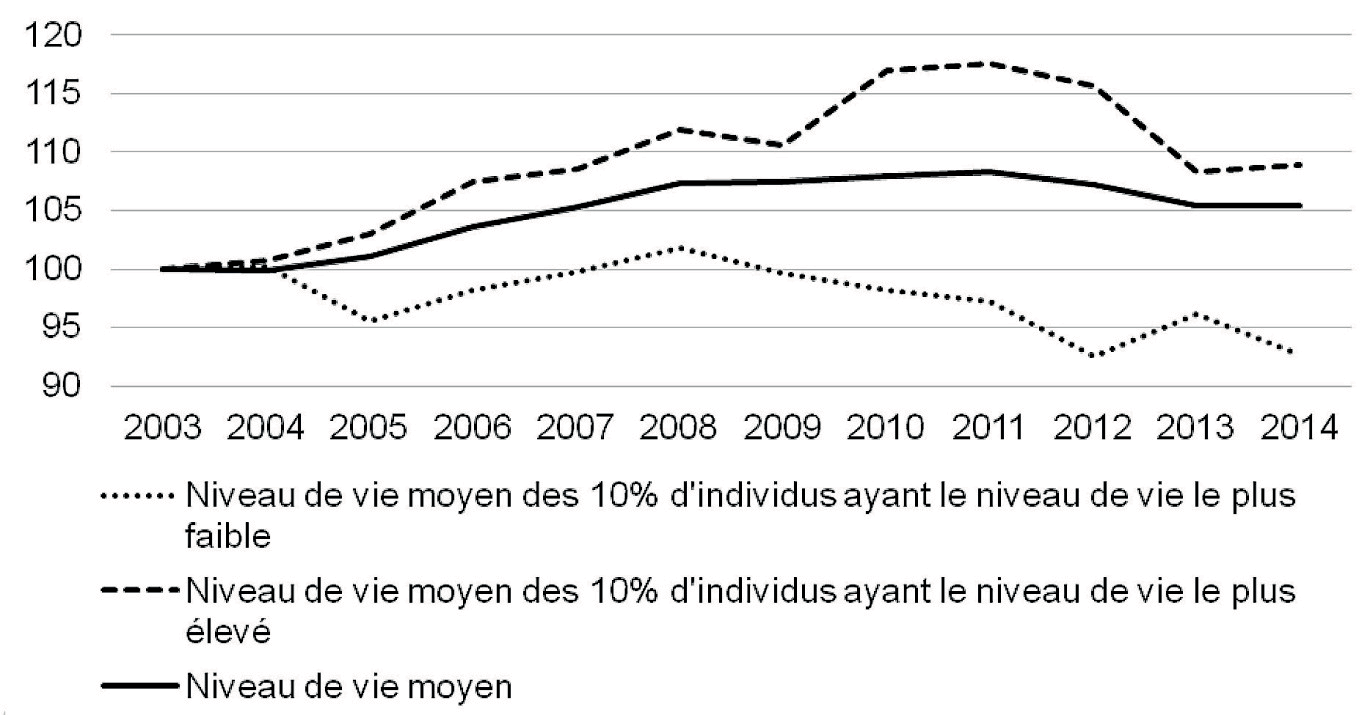 120
115
110
105
100
95
90
2003 2004 2005 2006 2007 2008 2009 2010 2011 2012 2013 2014
Niveau de vie moyen des 10% d'individus ayant le niveau de vie le plus
faible
Niveau de vie moyen des 10% d'individus ayant le niveau de vie le plus
élevé
Niveau de vie moyen